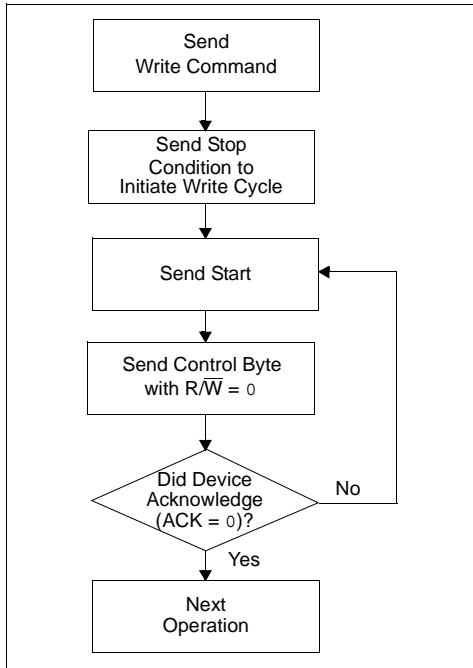 Send
Write Command
Send Stop
Condition to
Initiate Write Cycle
Send Start
Send Control Byte
with R/W̅ = 0
Did Device
Acknowledge
(ACK = 0)?
No
Yes
Next
Operation